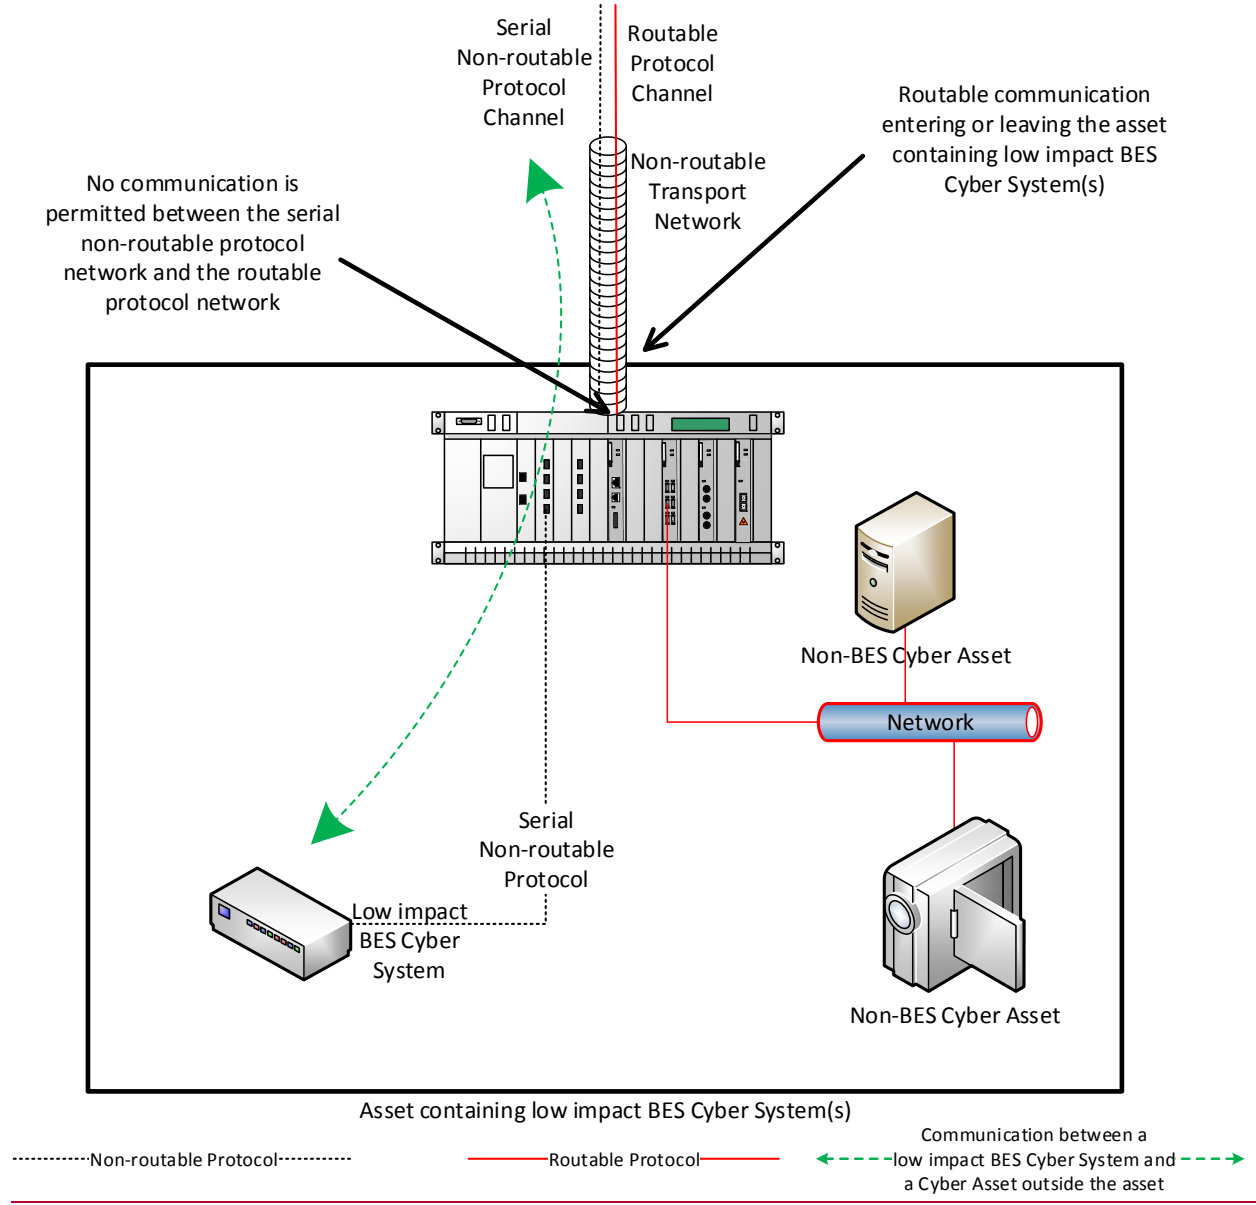 Serial
Non-routable
Protocol
Channel
Routable
Protocol
Channel
Routable communication
entering or leaving the asset
containing low impact BES
Cyber System(s)
Non-routable
Transport
Network
No communication is
permitted between the serial
non-routable protocol
network and the routable
protocol network
Non-BES Cyber Asset
Network
Serial
Non-routable
Protocol
Low impact
BES Cyber
System
Non-BES Cyber Asset
Asset containing low impact BES Cyber System(s)
Non-routable Protocol
Routable Protocol
Communication between a
low impact BES Cyber System and
a Cyber Asset outside the asset